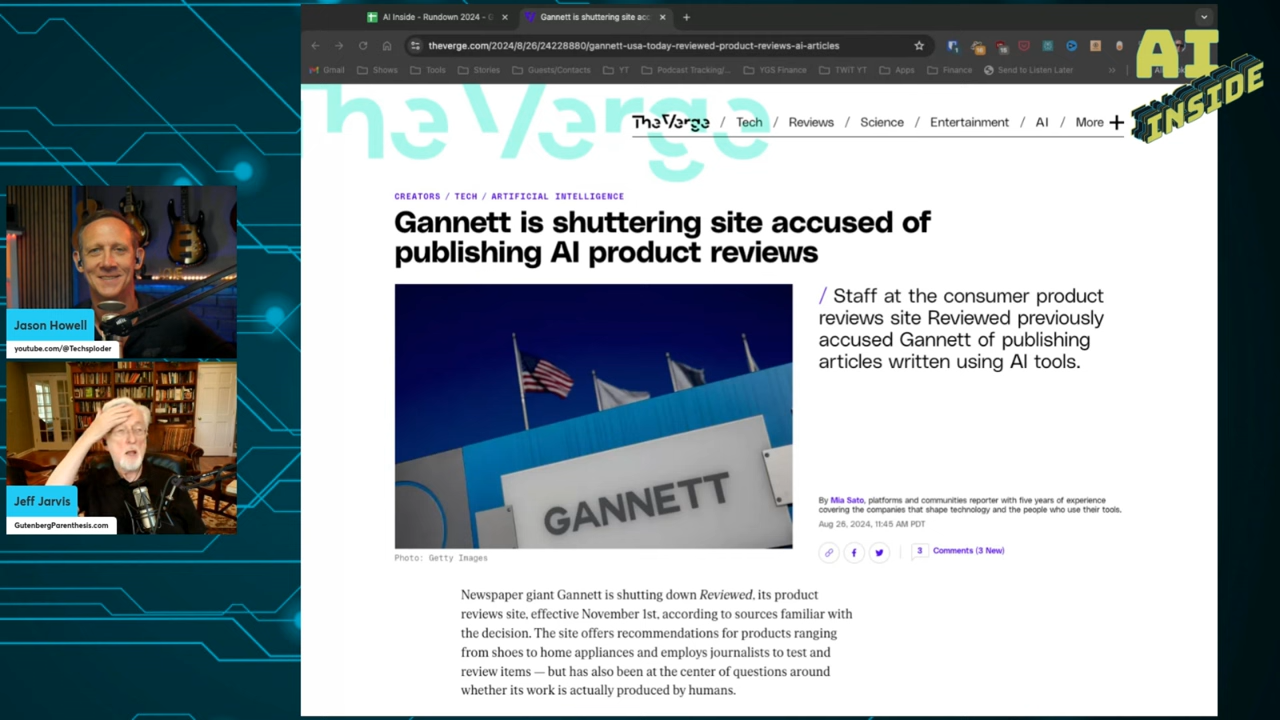 AI Inside - Rundown 2024 - G
Gannett is shuttering site acc
theverge.com/2024/8/26/24228880/gannett-usa-today-reviewed-product-reviews-ai-articles
Gmail
Shows
Tools
Stories
Guests/Contacts
YT
Podcast Tracking/...
YGS Finance
TWiT YT
Apps
Finance
Send to Listen Later
»
AI
INSIDE
The Verge
TheVerge / Tech / Reviews / Science / Entertainment / AI / More +
CREATORS / TECH / ARTIFICIAL INTELLIGENCE
Gannett is shuttering site accused of
publishing AI product reviews
/ Staff at the consumer product
reviews site Reviewed previously
accused Gannett of publishing
articles written using AI tools.
GANNETT
By Mia Sato, platforms and communities reporter with five years of experience
covering the companies that shape technology and the people who use their tools.
Aug 26, 2024, 11:45 AM PDT
3 Comments (3 New)
Photo: Getty Images
Newspaper giant Gannett is shutting down Reviewed, its product
reviews site, effective November 1st, according to sources familiar with
the decision. The site offers recommendations for products ranging
from shoes to home appliances and employs journalists to test and
review items — but has also been at the center of questions around
whether its work is actually produced by humans.
Jason Howell
youtube.com/@Techsploder
Jeff Jarvis
GutenbergParenthesis.com